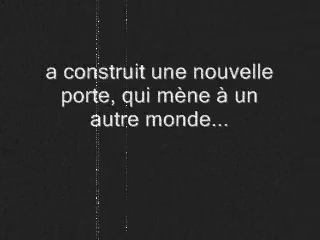 a construit une nouvelle
porte, qui mène à un
autre monde...